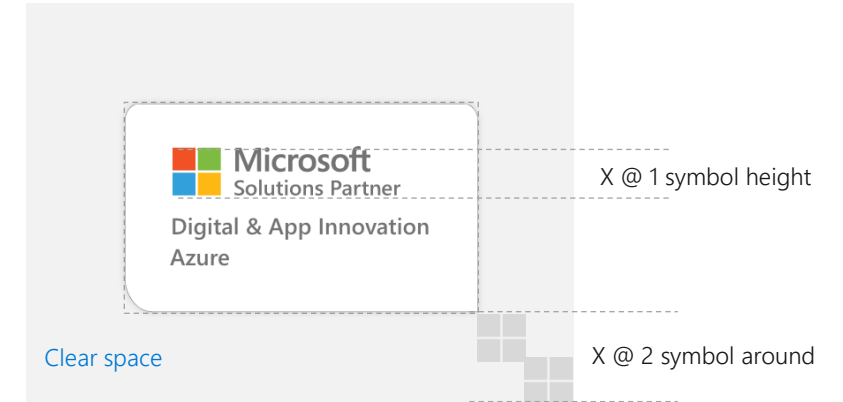 Microsoft
Solutions Partner
X @ 1 symbol height
Digital & App Innovation
Azure
Clear space
X @ 2 symbol around